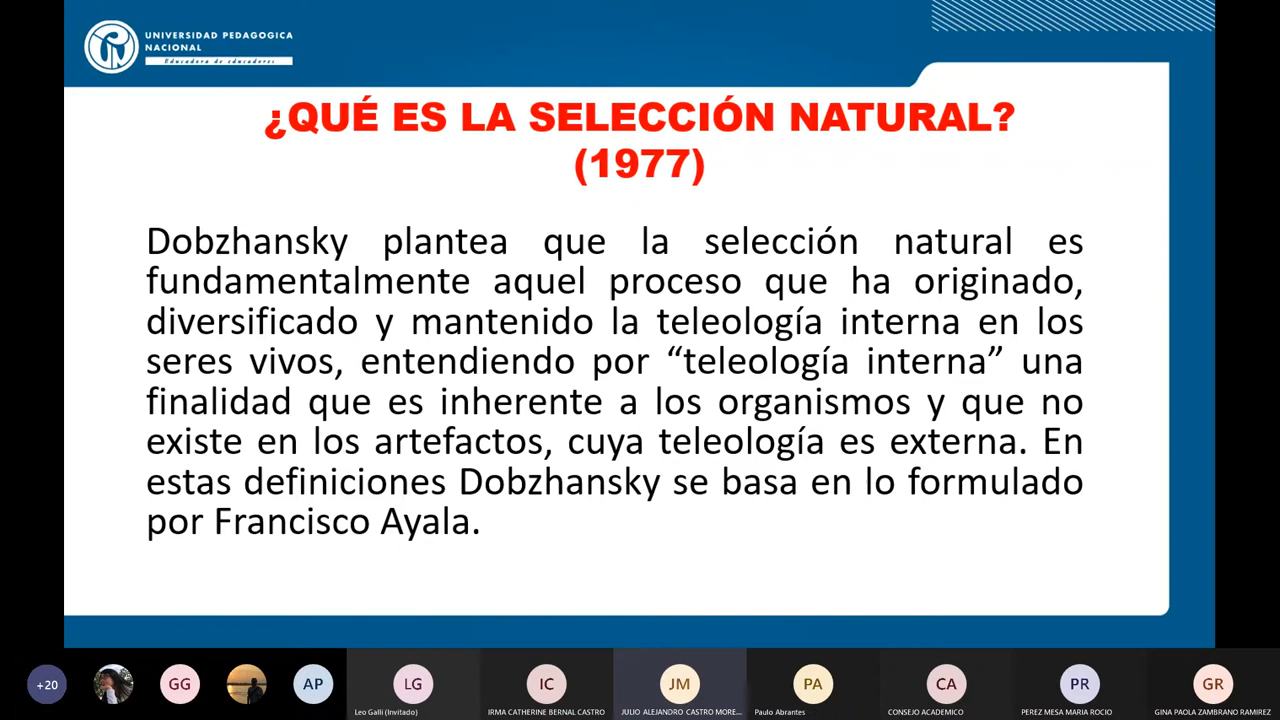 UNIVERSIDAD PEDAGOGICA
NACIONAL
Educadora de educadores
¿QUÉ ES LA SELECCIÓN NATURAL?
(1977)
Dobzhansky plantea que la selección natural es
fundamentalmente aquel proceso que ha originado,
diversificado y mantenido la teleología interna en los
seres vivos, entendiendo por “teleología interna” una
finalidad que es inherente a los organismos y que no
existe en los artefactos, cuya teleología es externa. En
estas definiciones Dobzhansky se basa en lo formulado
por Francisco Ayala.
+20 GG AP LG IC JM PA CA PR GR
Leo Galli (Invitado) IRMA CATHERINE BERNAL CASTRO JULIO ALEJANDRO CASTRO MORE... Paulo Abrantes CONSEJO ACADEMICO PEREZ MESA MARIA ROCIO GINA PAOLA ZAMBRANO RAMIREZ